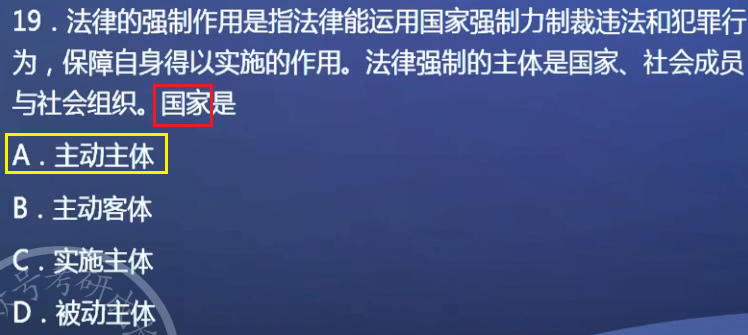 19．法律的强制作用是指法律能运用国家强制力制裁违法和犯罪行
为，保障自身得以实施的作用。法律强制的主体是国家、社会成员
与社会组织。国家是
A．主动主体
B．主动客体
C．实施主体
D．被动主体
号考研